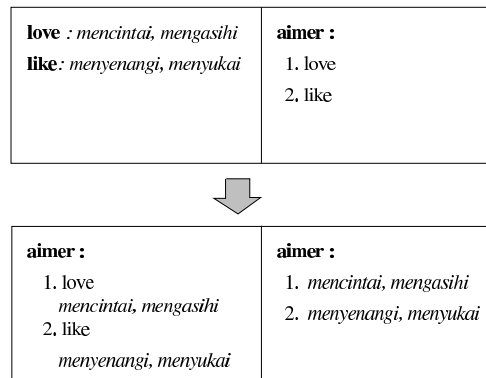 love : mencintai, mengasihi
like: menyenangi, menyukai
aimer :
1. love
2. like
aimer :
1. love
mencintai, mengasihi
2. like
menyenangi, menyukai
aimer :
1. mencintai, mengasihi
2. menyenangi, menyukai